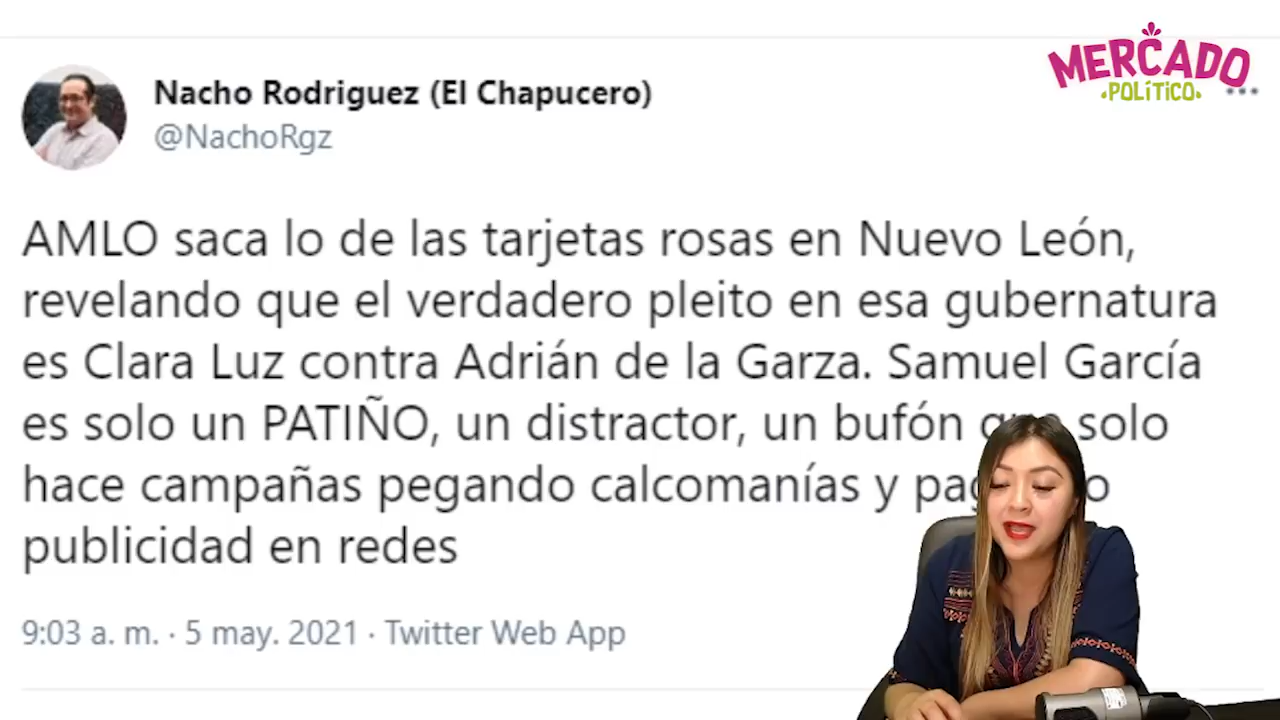 MERCADO
POLÍTICO
Nacho Rodriguez (El Chapucero)
@NachoRgz
AMLO saca lo de las tarjetas rosas en Nuevo León,
revelando que el verdadero pleito en esa gubernatura
es Clara Luz contra Adrián de la Garza. Samuel García
es solo un PATIÑO, un distractor, un bufón solo
hace campañas pegando calcomanías y
publicidad en redes
9:03 a. m. · 5 may. 2021 · Twitter Web App